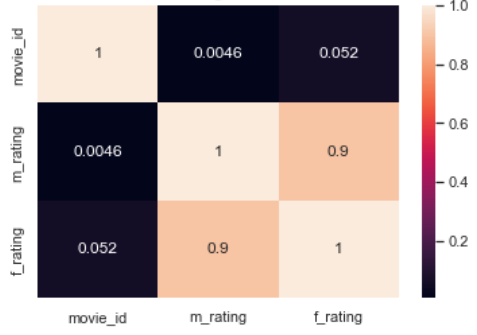 movie_id 1 0.0046 0.052
m_rating 0.0046 1 0.9
f_rating 0.052 0.9 1
movie_id m_rating f_rating
1.0
0.8
0.6
0.4
0.2